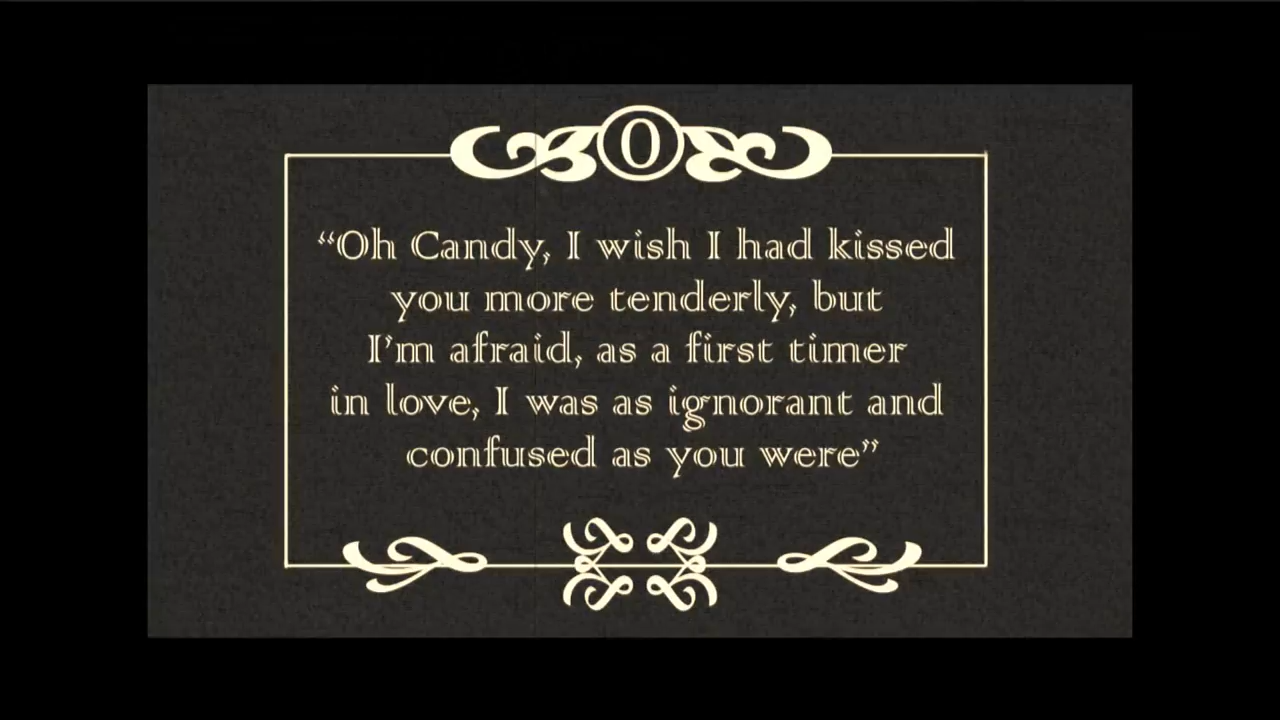 O
“Oh Candy, I wish I had kissed
you more tenderly, but
I’m afraid, as a first timer
in love, I was as ignorant and
confused as you were”